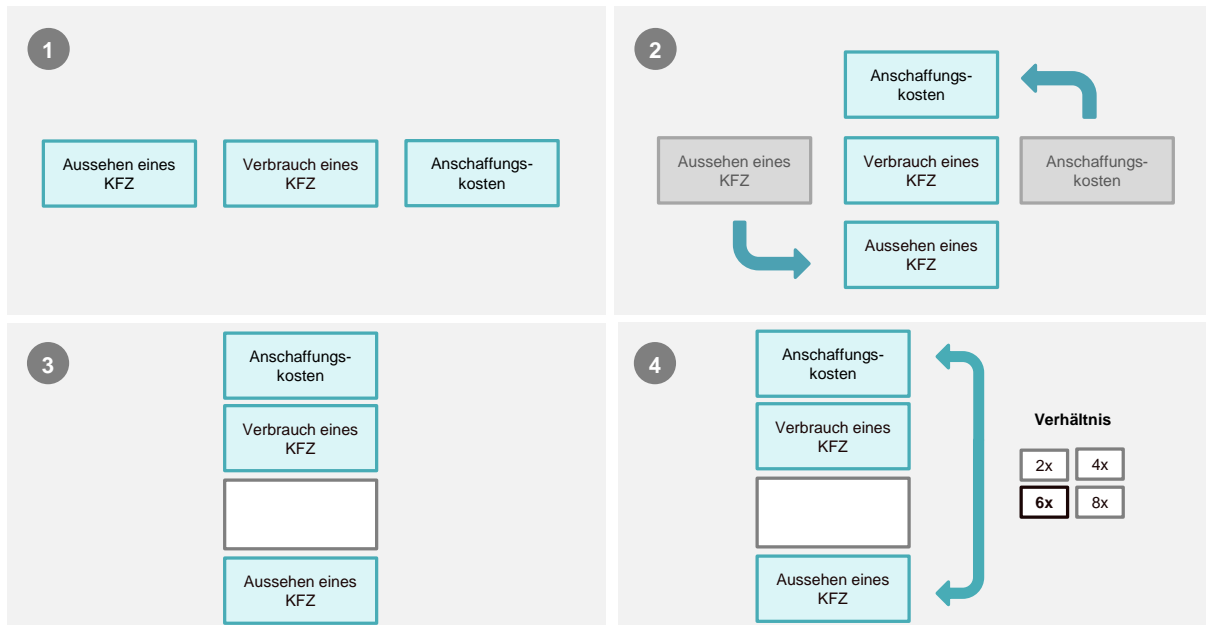 1
Aussehen eines
KFZ
Verbrauch eines
KFZ
Anschaffungs-
kosten
2
Anschaffungs-
kosten
Aussehen eines
KFZ
Verbrauch eines
KFZ
Anschaffungs-
kosten
Aussehen eines
KFZ
3
Anschaffungs-
kosten
Verbrauch eines
KFZ
Aussehen eines
KFZ
4
Anschaffungs-
kosten
Verbrauch eines
KFZ
Aussehen eines
KFZ
Verhältnis
2x
4x
6x
8x